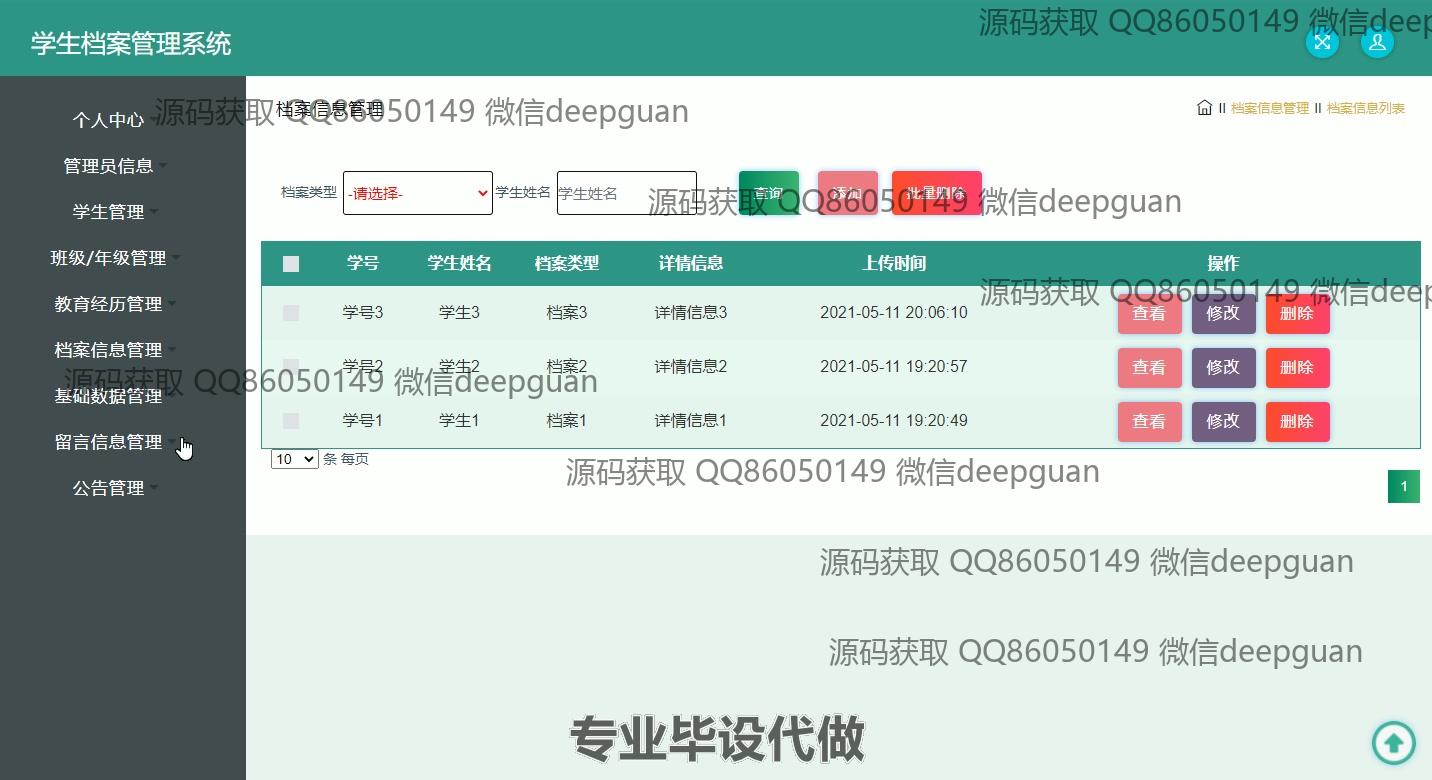 源码获取 QQ86050149 微信deep
学生档案管理系统
个人中心
管理员信息
学生管理
班级/年级管理
教育经历管理
档案信息管理
基础数据管理
留言信息管理
公告管理
源码获取 QQ86050149 微信deepguan
档案信息管理
档案信息管理 II 档案信息列表
档案类型 -请选择- 学生姓名 学生姓名 查询 添加 批量删除
源码获取 QQ86050149 微信deepguan
学号 学生姓名 档案类型 详情信息 上传时间 操作
源码获取 QQ86050149 微信deep
学号3 学生3 档案3 详情信息3 2021-05-11 20:06:10 查看 修改 删除
学号2 学生2 档案2 详情信息2 2021-05-11 19:20:57 查看 修改 删除
源码获取 QQ86050149 微信deepguan
学号1 学生1 档案1 详情信息1 2021-05-11 19:20:49 查看 修改 删除
10 条 每页
源码获取 QQ86050149 微信deepguan
1
源码获取 QQ86050149 微信deepguan
源码获取 QQ86050149 微信deepguan
专业毕设代做